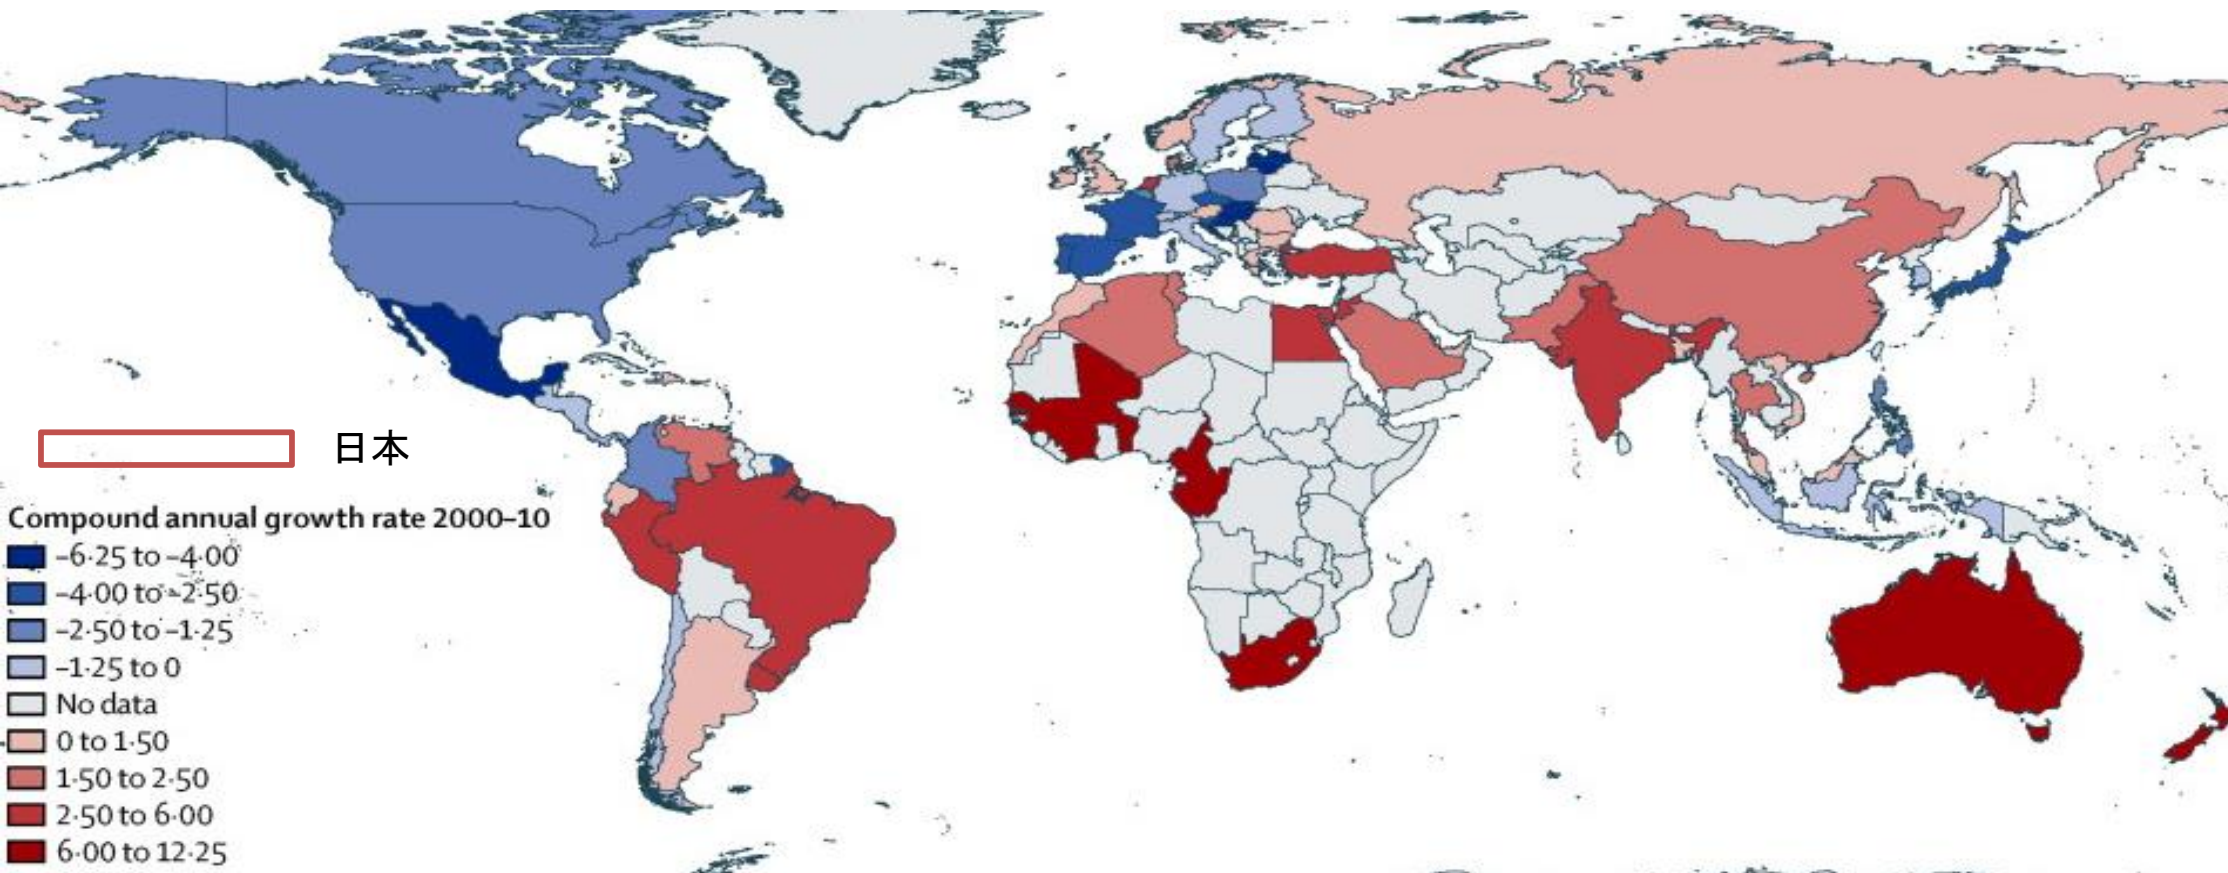 日本
Compound annual growth rate 2000–10
–6·25 to –4·00
–4·00 to –2·50
–2·50 to –1·25
–1·25 to 0
No data
0 to 1·50
1·50 to 2·50
2·50 to 6·00
6·00 to 12·25